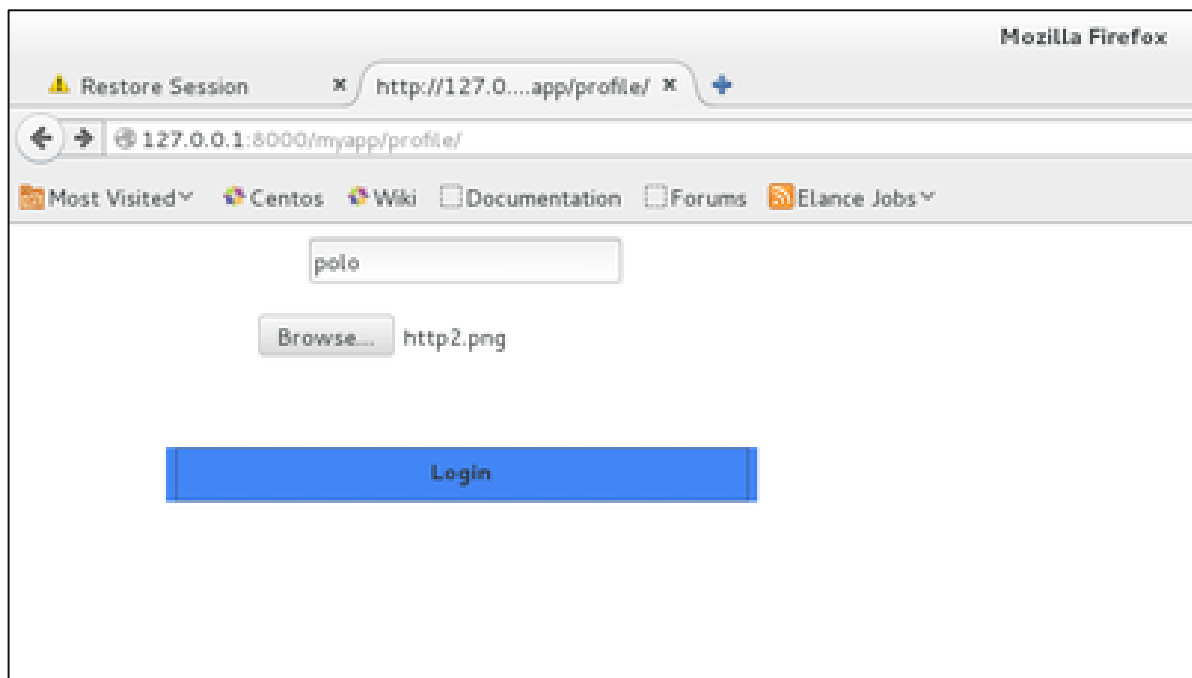 Mozilla Firefox
Restore Session
http://127.0....app/profile/
127.0.0.1:8000/myapp/profile/
Most Visited Centos Wiki Documentation Forums Elance Jobs
polo
Browse... http2.png
Login